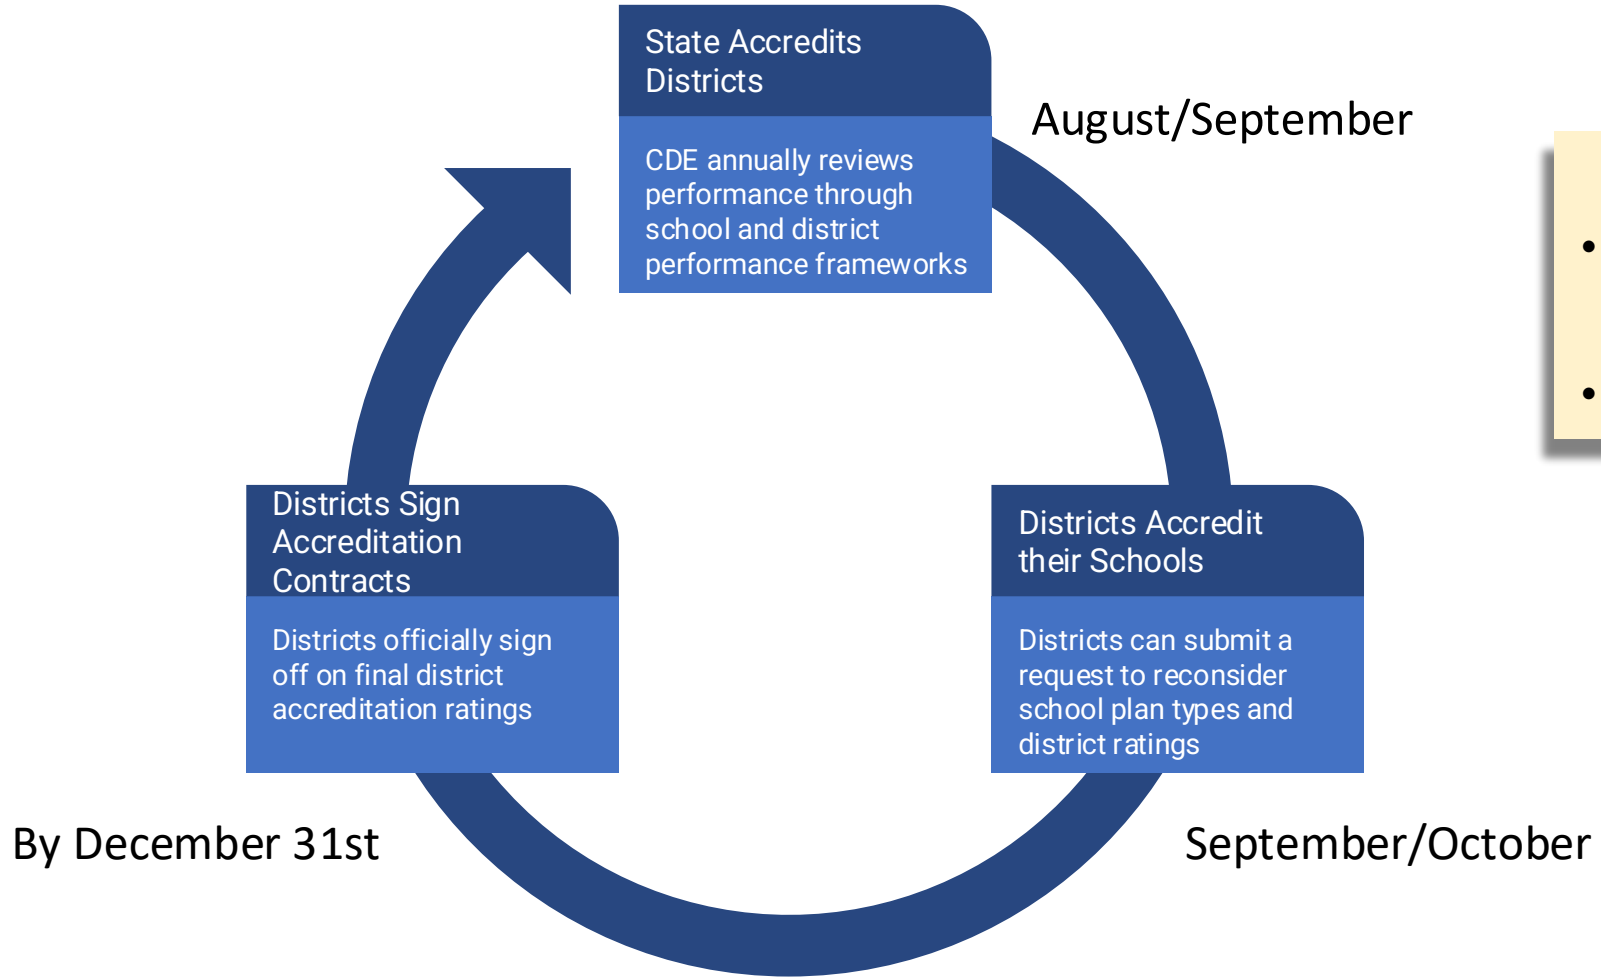 State Accredits
Districts
CDE annually reviews
performance through
school and district
performance frameworks
August/September
Districts Accredit
their Schools
Districts can submit a
request to reconsider
school plan types and
district ratings
September/October
Districts Sign
Accreditation
Contracts
Districts officially sign
off on final district
accreditation ratings
By December 31st
•
•